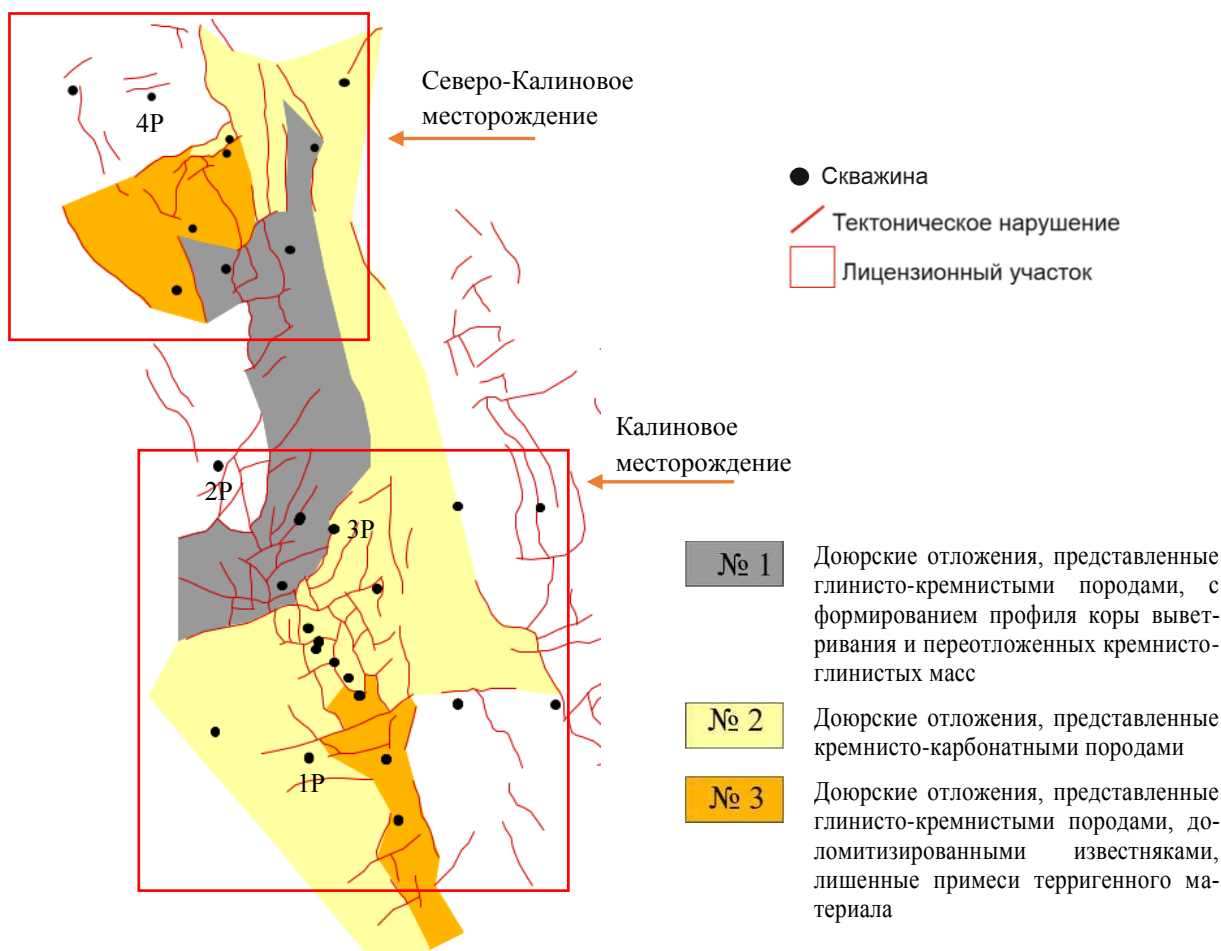 Северо-Калиновое
месторождение
4Р
Скважина
Тектоническое нарушение
Лицензионный участок
Калиновое
месторождение
2Р
3Р
1Р
№ 1
Доюрские отложения, представленные
глинисто-кремнистыми породами, с
формированием профиля коры вывет-
ривания и переотложенных кремнисто-
глинистых масс
№ 2
Доюрские отложения, представленные
кремнисто-карбонатными породами
№ 3
Доюрские отложения, представленные
глинисто-кремнистыми породами, до-
ломитизированными известняками,
лишенные примеси терригенного ма-
териала